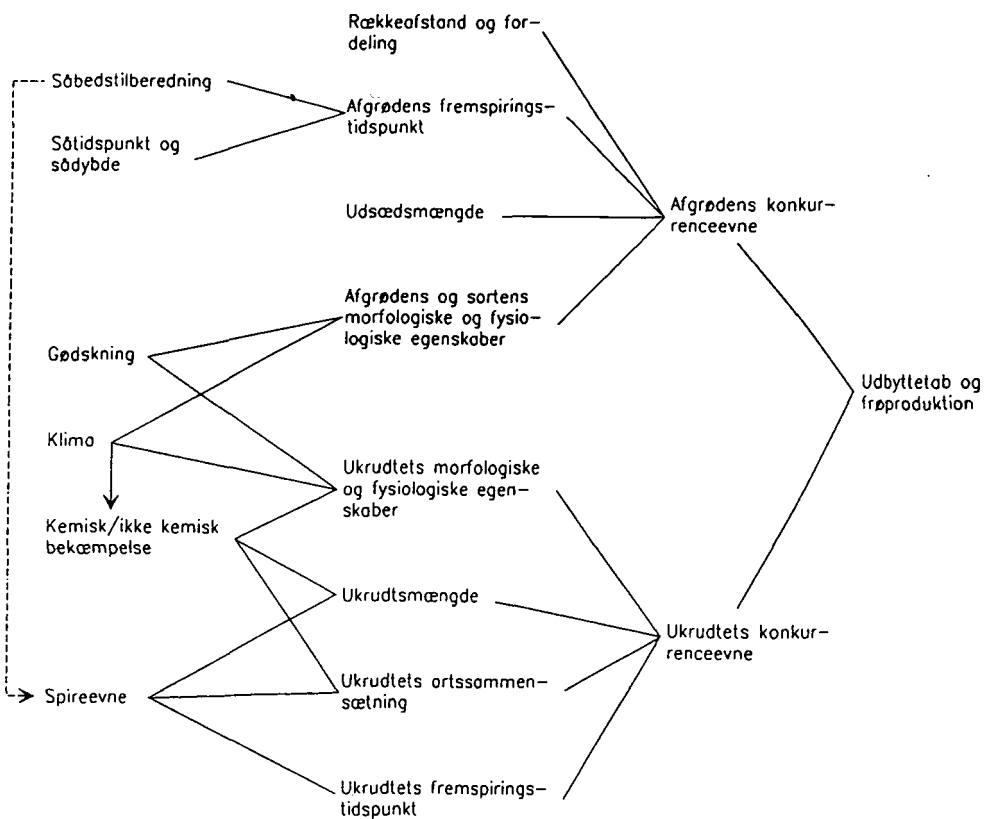 Rækkeafstand og for-
deling
Såbedstilberedning
Afgrødens fremspirings-
tidspunkt
Såtidspunkt og
sådybde
Udsædsmængde
Afgrødens konkur-
renceevne
Afgrødens og sortens
morfologiske og fysio-
logiske egenskaber
Gødskning
Udbyttetab og
frøproduktion
Klima
Ukrudtets morfologiske
og fysiologiske egen-
skaber
Kemisk/ikke kemisk
bekæmpelse
Ukrudtsmængde
Ukrudtets konkur-
renceevne
Spireevne
Ukrudtets artssammen-
sætning
Ukrudtets fremspirings-
tidspunkt